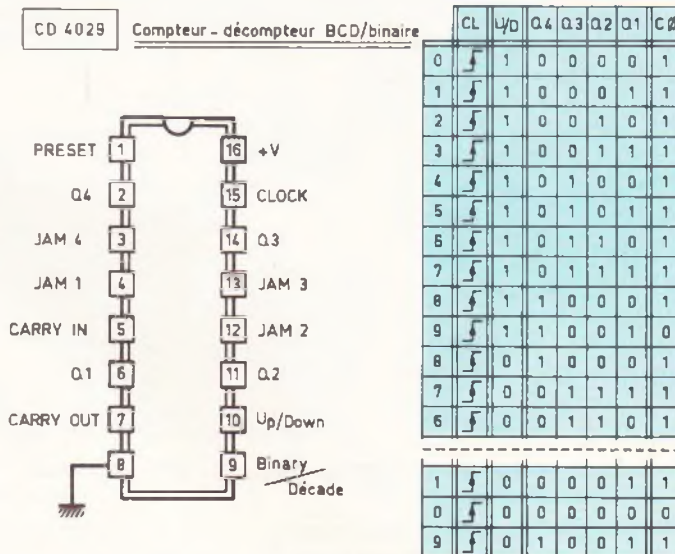 CD 4029 Compteur - décompteur BCD/binaire
PRESET 1 16 +V
Q4 2 15 CLOCK
JAM 4 3 14 Q3
JAM 1 4 13 JAM 3
CARRY IN 5 12 JAM 2
Q1 6 11 Q2
CARRY OUT 7 10 Up/Down
8 9 Binary/Décade
CL U/D Q4 Q3 Q2 Q1 CØ
0 1 0 0 0 0 1
1 1 0 0 0 1 1
2 1 0 0 1 0 1
3 1 0 0 1 1 1
4 1 0 1 0 0 1
5 1 0 1 0 1 1
6 1 0 1 1 0 1
7 1 0 1 1 1 1
8 1 1 0 0 0 1
9 1 1 0 0 1 0
8 0 1 0 0 0 1
7 0 0 1 1 1 1
6 0 0 1 1 0 1
1 0 0 0 0 1 1
0 0 0 0 0 0 0
9 0 1 0 0 1 1